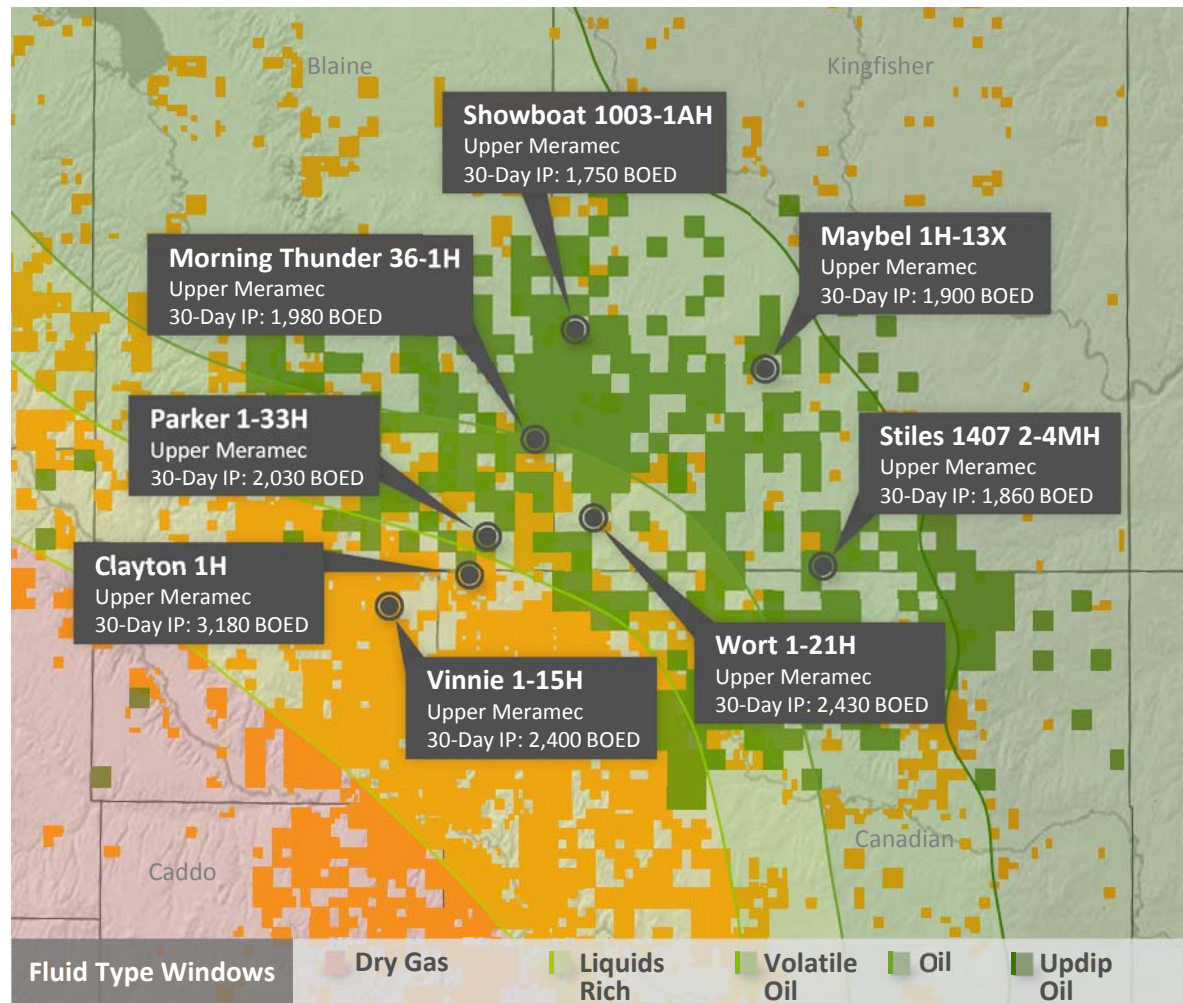 Blaine
Kingfisher
Showboat 1003-1AH
Upper Meramec
30-Day IP: 1,750 BOED
Maybel 1H-13X
Upper Meramec
30-Day IP: 1,900 BOED
Morning Thunder 36-1H
Upper Meramec
30-Day IP: 1,980 BOED
Parker 1-33H
Upper Meramec
30-Day IP: 2,030 BOED
Stiles 1407 2-4MH
Upper Meramec
30-Day IP: 1,860 BOED
Clayton 1H
Upper Meramec
30-Day IP: 3,180 BOED
Wort 1-21H
Upper Meramec
30-Day IP: 2,430 BOED
Vinnie 1-15H
Upper Meramec
30-Day IP: 2,400 BOED
Canadian
Caddo
Fluid Type Windows
Dry Gas
Liquids
Rich
Volatile
Oil
Oil
Updip
Oil